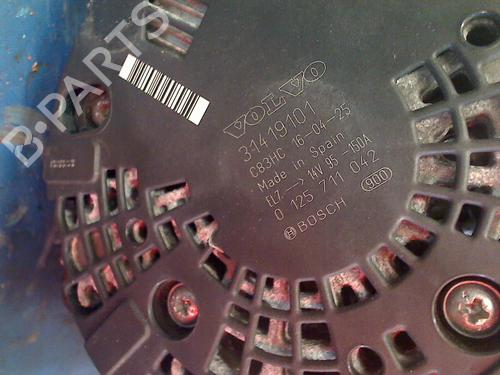 B-PARTS
VOLVO
31419101
C83HC 16-04-25
Made in Spain
EL7→ 14V 95 -150A
0 125 711 042
900
BOSCH